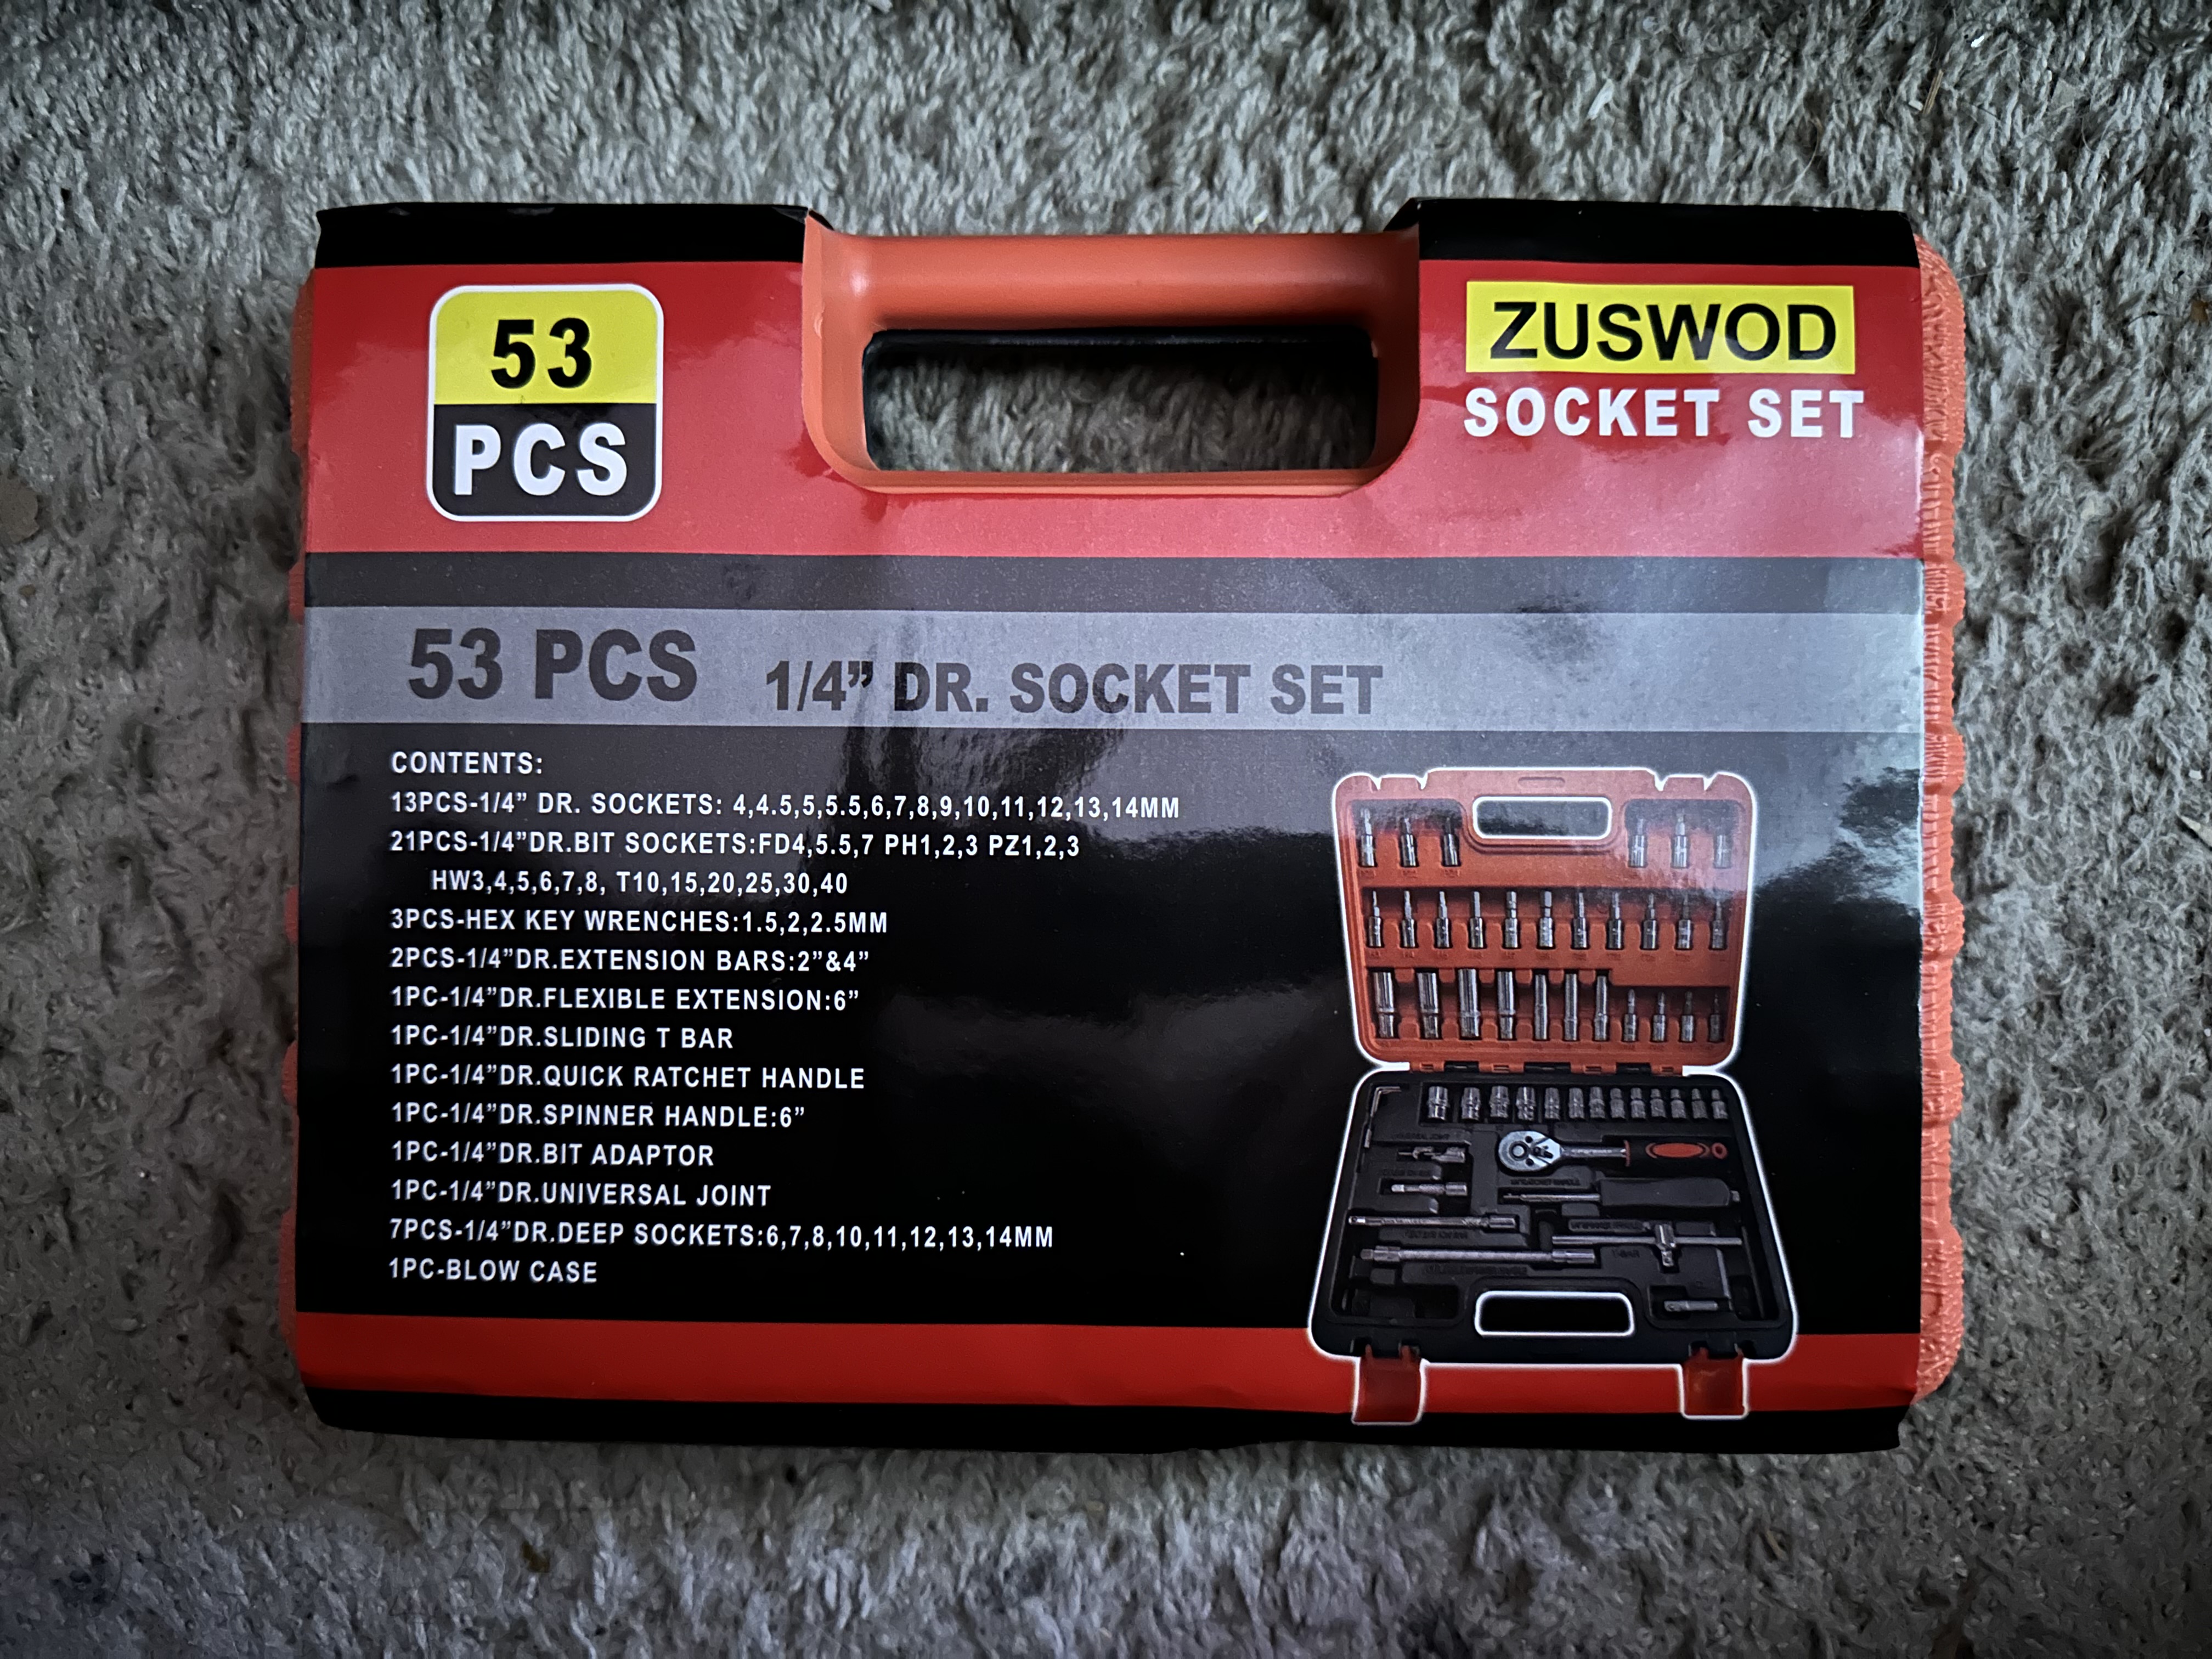 53
PCS
ZUSWOD
SOCKET SET
53 PCS 1/4” DR. SOCKET SET
CONTENTS:
13PCS-1/4” DR. SOCKETS: 4,4.5,5,5.5,6,7,8,9,10,11,12,13,14MM
21PCS-1/4”DR.BIT SOCKETS:FD4,5.5,7 PH1,2,3 PZ1,2,3
HW3,4,5,6,7,8, T10,15,20,25,30,40
3PCS-HEX KEY WRENCHES:1.5,2,2.5MM
2PCS-1/4”DR.EXTENSION BARS:2”&4”
1PC-1/4”DR.FLEXIBLE EXTENSION:6”
1PC-1/4”DR.SLIDING T BAR
1PC-1/4”DR.QUICK RATCHET HANDLE
1PC-1/4”DR.SPINNER HANDLE:6”
1PC-1/4”DR.BIT ADAPTOR
1PC-1/4”DR.UNIVERSAL JOINT
7PCS-1/4”DR.DEEP SOCKETS:6,7,8,10,11,12,13,14MM
1PC-BLOW CASE